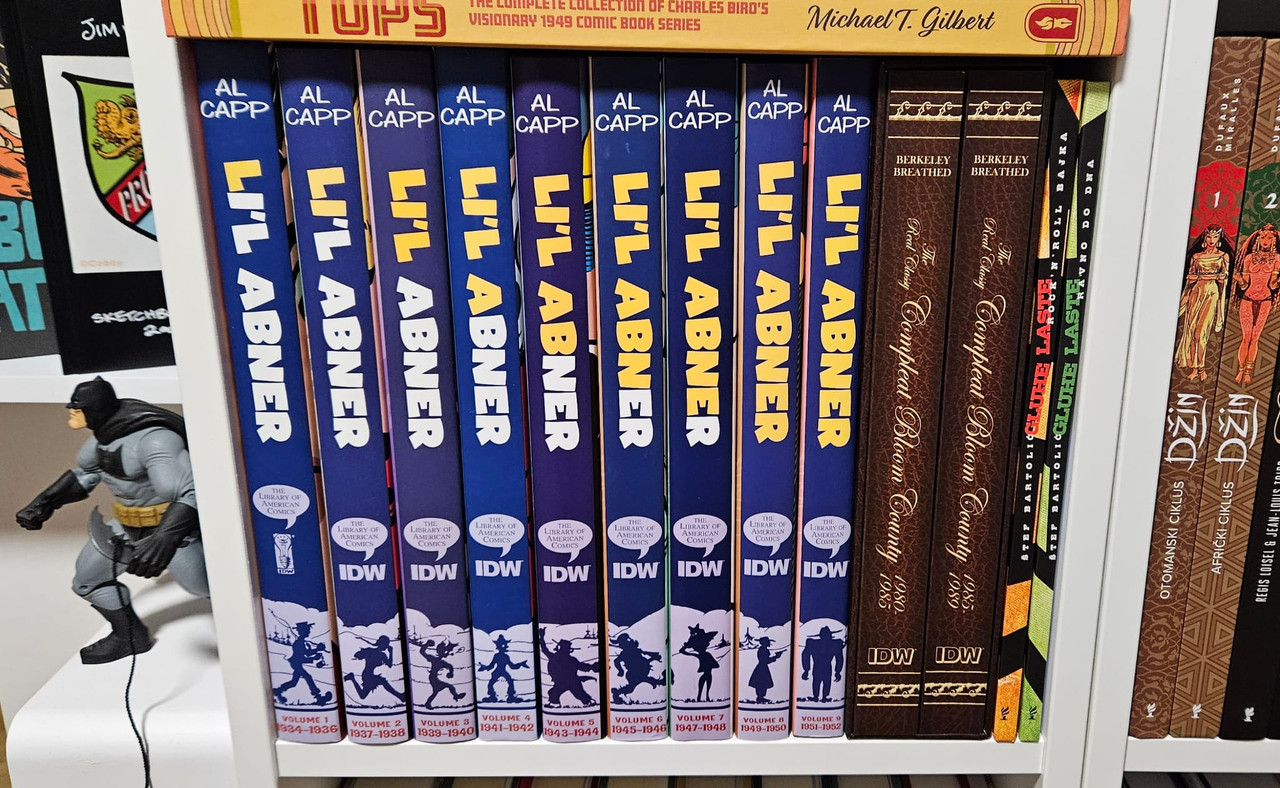 TOPS
THE COMPLETE COLLECTION OF CHARLES BIRO'S
VISIONARY 1949 COMIC BOOK SERIES
Michael T. Gilbert
JIM
©Cabby
AL
CAPP
LI'L ABNER
THE
LIBRARY OF
AMERICAN
COMICS
IDW
VOLUME 1
1934-1936
AL
CAPP
LI'L ABNER
THE
LIBRARY OF
AMERICAN
COMICS
IDW
VOLUME 2
1937-1938
AL
CAPP
LI'L ABNER
THE
LIBRARY OF
AMERICAN
COMICS
IDW
VOLUME 3
1939-1940
AL
CAPP
LI'L ABNER
THE
LIBRARY OF
AMERICAN
COMICS
IDW
VOLUME 4
1941-1942
AL
CAPP
LI'L ABNER
THE
LIBRARY OF
AMERICAN
COMICS
IDW
VOLUME 5
1943-1944
AL
CAPP
LI'L ABNER
THE
LIBRARY OF
AMERICAN
COMICS
IDW
VOLUME 6
1945-1946
AL
CAPP
LI'L ABNER
THE
LIBRARY OF
AMERICAN
COMICS
IDW
VOLUME 7
1947-1948
AL
CAPP
LI'L ABNER
THE
LIBRARY OF
AMERICAN
COMICS
IDW
VOLUME 8
1949-1950
AL
CAPP
LI'L ABNER
THE
LIBRARY OF
AMERICAN
COMICS
IDW
VOLUME 9
1951-1952
BERKELEY
BREATHED
The
Real Classy
Compleat Bloom County
1980
1985
IDW
BERKELEY
BREATHED
The
Real Classy
Compleat Bloom County
1985
1989
IDW
STEF BARTOLIĆ
GLUHE LASTE
ROCK'N'ROLL BAJKA
STEF BARTOLIĆ
GLUHE LASTE
RAVNO DO DNA
DUFAUX
MIRALLES
1
DŽIN
OTOMANSKI CIKLUS
2
DŽIN
AFRIČKI CIKLUS
REGIS LOISEL & JEAN-LOUIS TRIPP